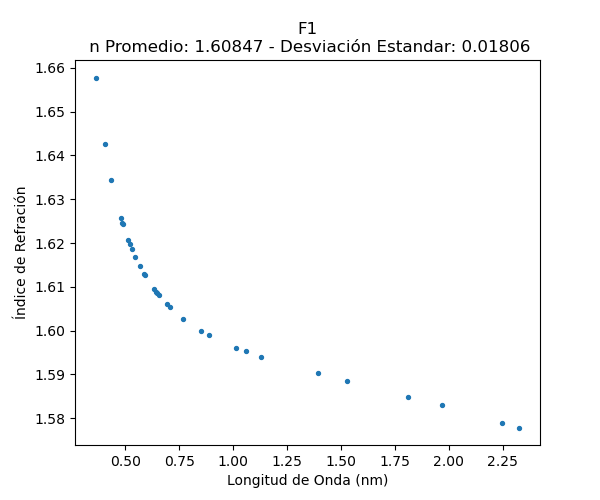 F1
n Promedio: 1.60847 - Desviación Estandar: 0.01806
1.66
1.65
1.64
1.63
1.62
1.61
1.60
1.59
1.58
Índice de Refración
0.50 0.75 1.00 1.25 1.50 1.75 2.00 2.25
Longitud de Onda (nm)